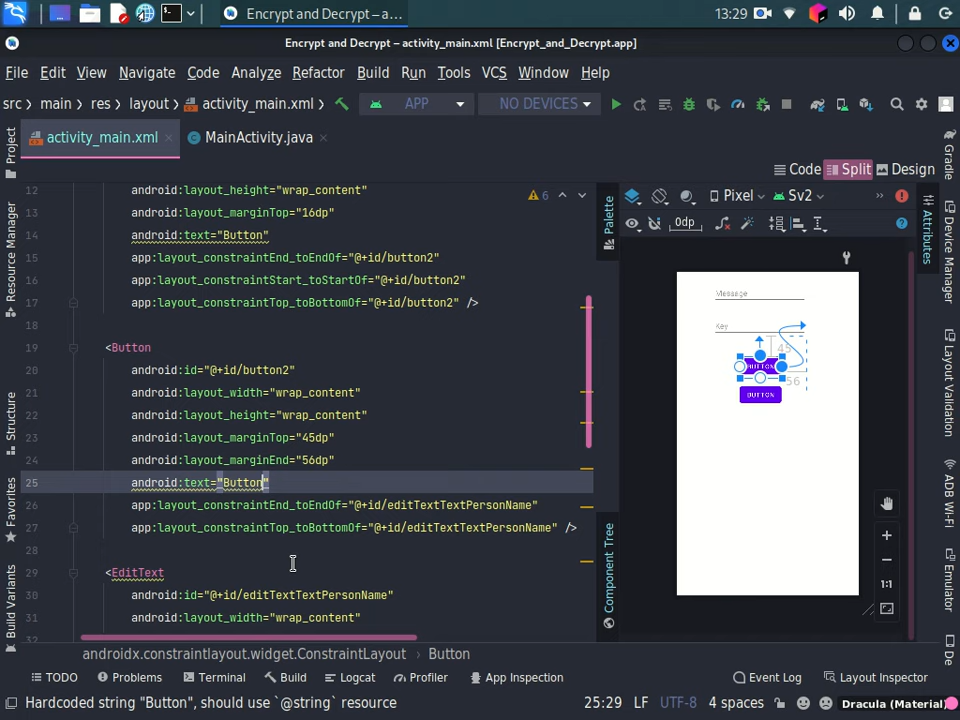 Encrypt and Decrypt – a...
13:29
Encrypt and Decrypt – activity_main.xml [Encrypt_and_Decrypt.app]
File Edit View Navigate Code Analyze Refactor Build Run Tools VCS Window Help
src › main › res › layout › activity_main.xml ›
APP
NO DEVICES
activity_main.xml
MainActivity.java
Code
Split
Design
Project
Resource Manager
Structure
Favorites
Build Variants
12 android:layout_height="wrap_content"
13 android:layout_marginTop="16dp"
14 android:text="Button"
15 app:layout_constraintEnd_toEndOf="@+id/button2"
16 app:layout_constraintStart_toStartOf="@+id/button2"
17 app:layout_constraintTop_toBottomOf="@+id/button2" />
18
19 <Button
20 android:id="@+id/button2"
21 android:layout_width="wrap_content"
22 android:layout_height="wrap_content"
23 android:layout_marginTop="45dp"
24 android:layout_marginEnd="56dp"
25 android:text="Button"
26 app:layout_constraintEnd_toEndOf="@+id/editTextTextPersonName"
27 app:layout_constraintTop_toBottomOf="@+id/editTextTextPersonName" />
28
29 <EditText
30 android:id="@+id/editTextTextPersonName"
31 android:layout_width="wrap_content"
32
6
Palette
Component Tree
Pixel
Sv2
0dp
Message
Key
45
56
BUTTON
BUTTON
1:1
Attributes
Gradle
Device Manager
Layout Validation
ADB Wi-Fi
Emulator
De
androidx.constraintlayout.widget.ConstraintLayout › Button
TODO
Problems
Terminal
Build
Logcat
Profiler
App Inspection
Event Log
Layout Inspector
Hardcoded string "Button", should use `@string` resource
25:29
LF
UTF-8
4 spaces
Dracula (Material)